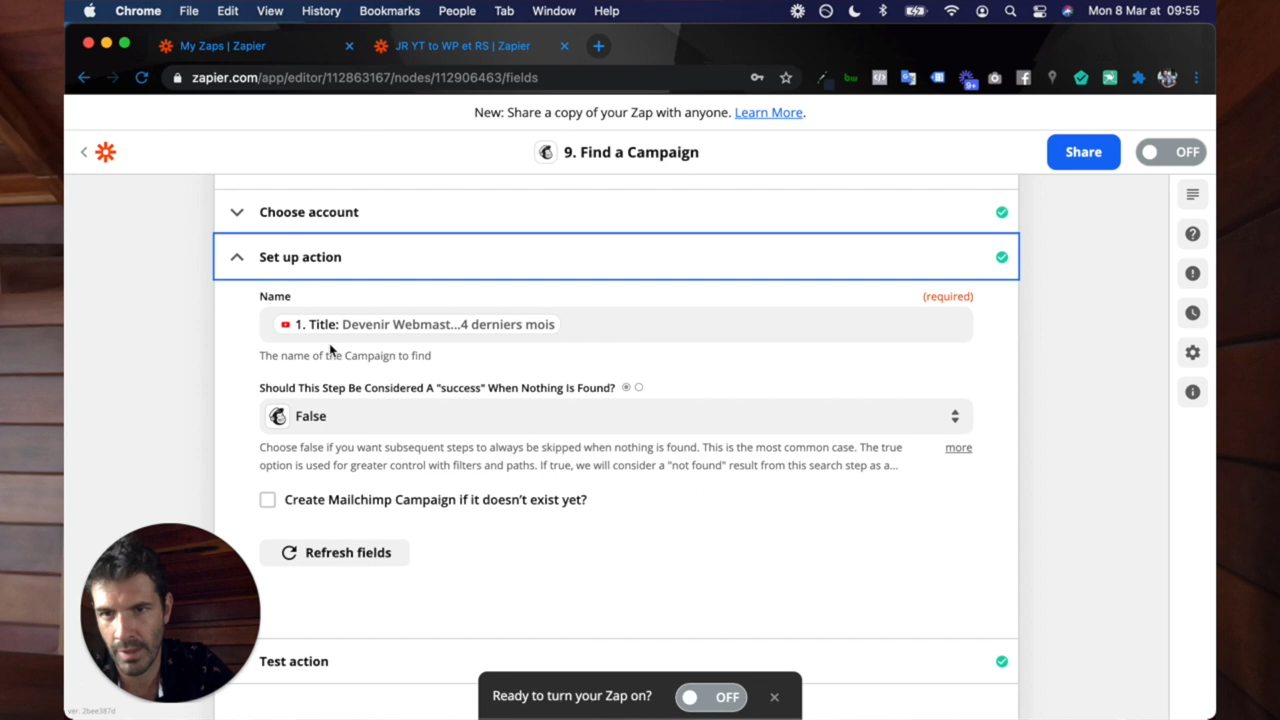 Chrome File Edit View History Bookmarks People Tab Window Help Mon 8 Mar at 09:55
My Zaps | Zapier JR YT to WP et RS | Zapier
zapier.com/app/editor/112863167/nodes/112906463/fields
9+
New: Share a copy of your Zap with anyone. Learn More.
9. Find a Campaign Share OFF
Choose account
Set up action
Name (required)
1. Title: Devenir Webmast...4 derniers mois
The name of the Campaign to find
Should This Step Be Considered A "success" When Nothing Is Found?
False
Choose false if you want subsequent steps to always be skipped when nothing is found. This is the most common case. The true more
option is used for greater control with filters and paths. If true, we will consider a "not found" result from this search step as a...
Create Mailchimp Campaign if it doesn't exist yet?
Refresh fields
Test action
Ready to turn your Zap on? OFF
ver. 2bee387d